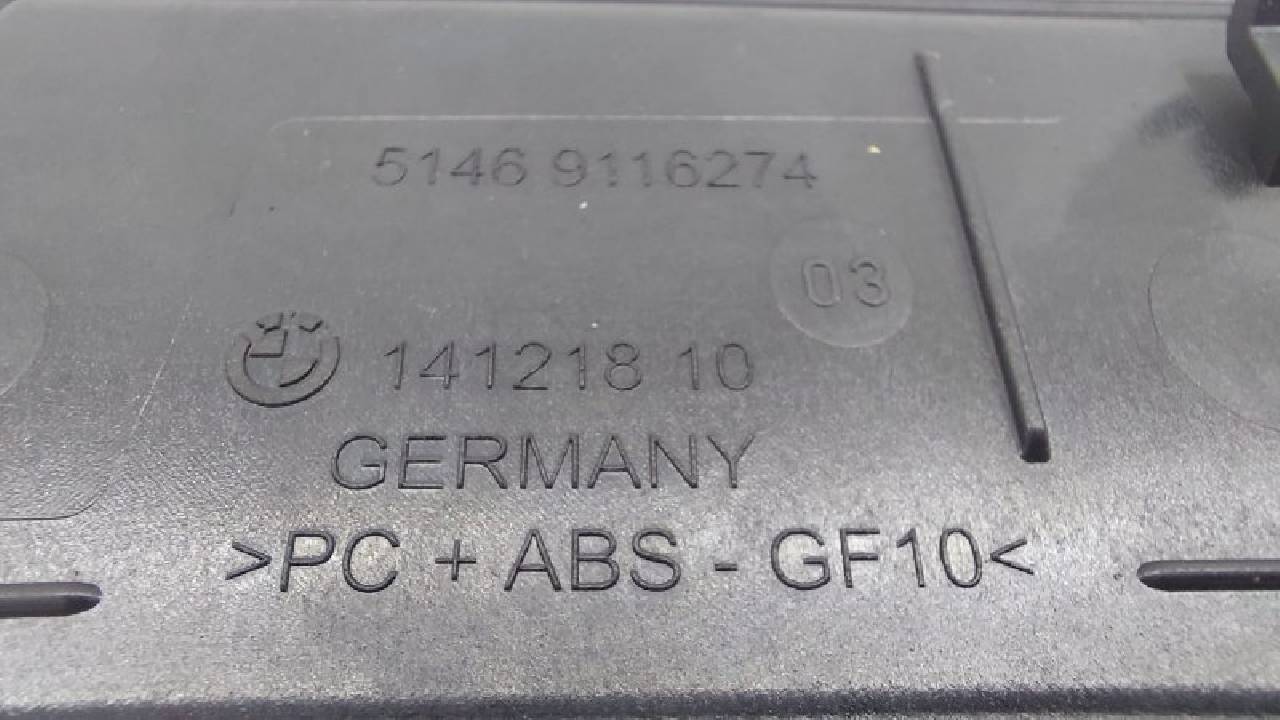 5146 9116274
03
141218 10
GERMANY
>PC + ABS - GF10<